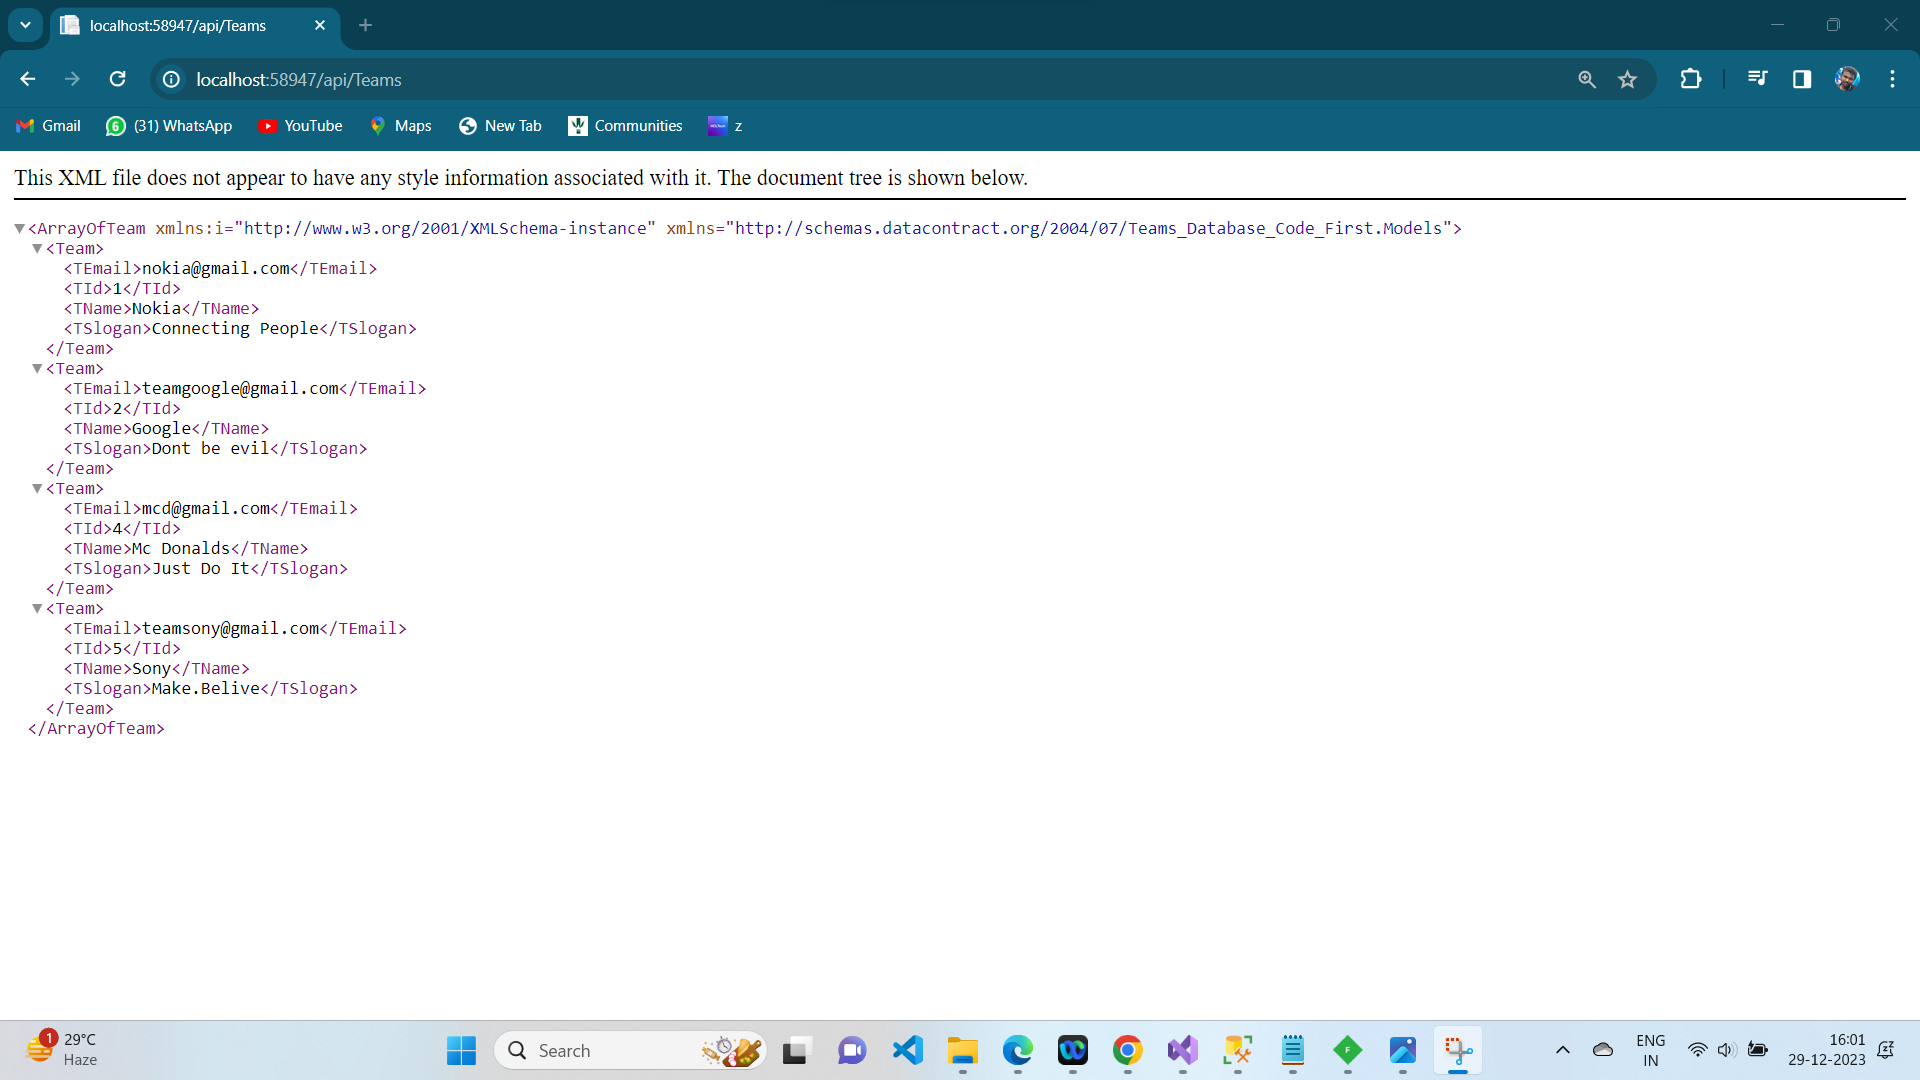 localhost:58947/api/Teams
localhost:58947/api/Teams
Gmail (31) WhatsApp YouTube Maps New Tab Communities z
This XML file does not appear to have any style information associated with it. The document tree is shown below.
<ArrayOfTeam xmlns:i="http://www.w3.org/2001/XMLSchema-instance" xmlns="http://schemas.datacontract.org/2004/07/Teams_Database_Code_First.Models">
<Team>
<TEmail>nokia@gmail.com</TEmail>
<TId>1</TId>
<TName>Nokia</TName>
<TSlogan>Connecting People</TSlogan>
</Team>
<Team>
<TEmail>teamgoogle@gmail.com</TEmail>
<TId>2</TId>
<TName>Google</TName>
<TSlogan>Dont be evil</TSlogan>
</Team>
<Team>
<TEmail>mcd@gmail.com</TEmail>
<TId>4</TId>
<TName>Mc Donalds</TName>
<TSlogan>Just Do It</TSlogan>
</Team>
<Team>
<TEmail>teamsony@gmail.com</TEmail>
<TId>5</TId>
<TName>Sony</TName>
<TSlogan>Make.Belive</TSlogan>
</Team>
</ArrayOfTeam>
1 29°C
Haze
Search
ENG
IN
16:01
29-12-2023